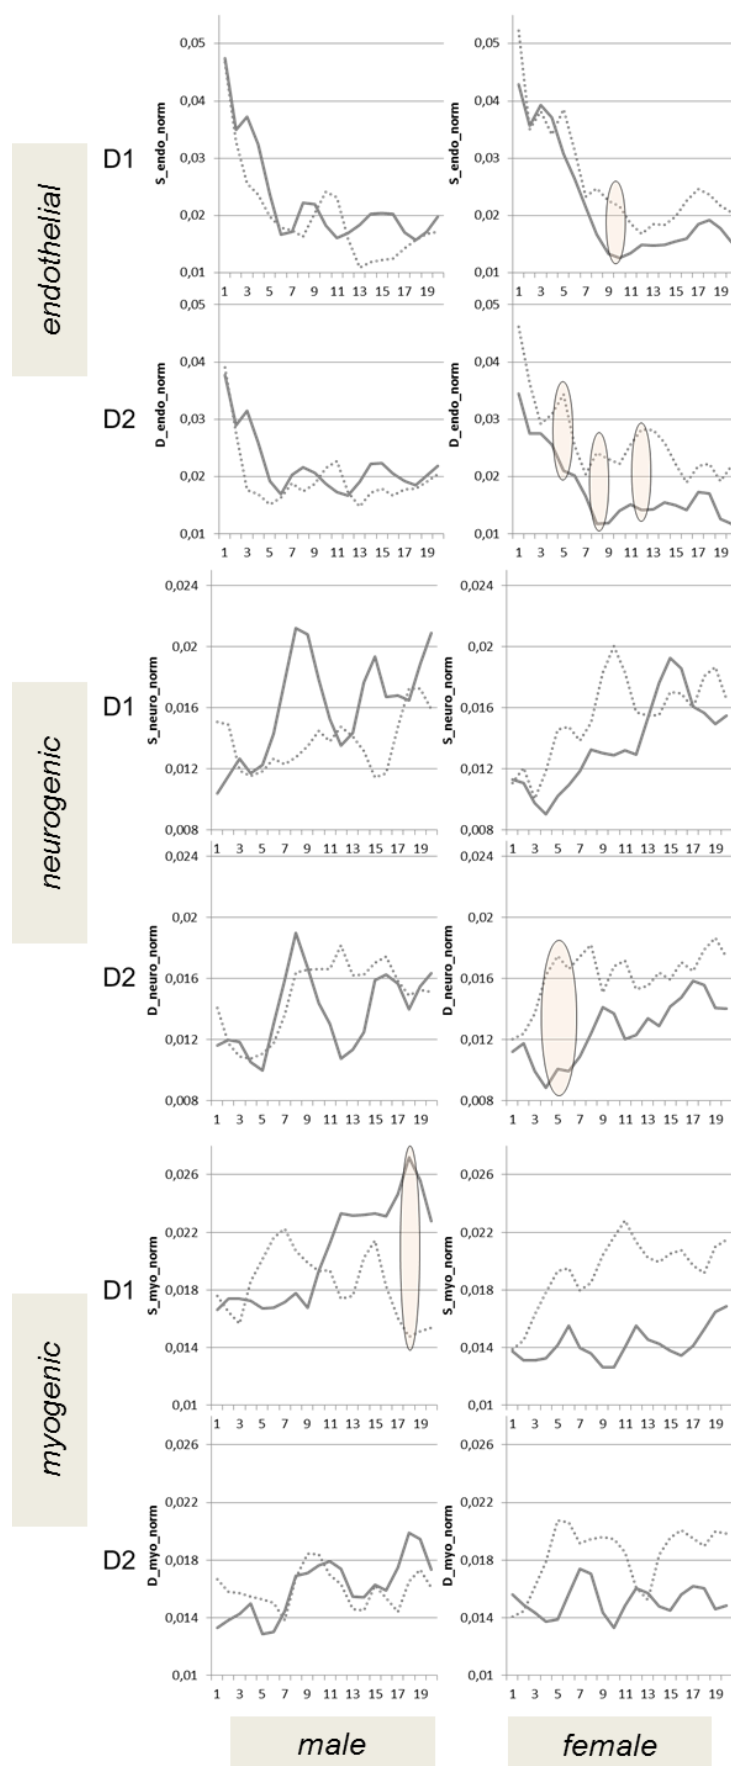 endothelial
D1
S_endo_norm
0,05
0,04
0,03
0,02
0,01
1 3 5 7 9 11 13 15 17 19
S_endo_norm
0,05
0,04
0,03
0,02
0,01
1 3 5 7 9 11 13 15 17 19
D2
D_endo_norm
0,05
0,04
0,03
0,02
0,01
1 3 5 7 9 11 13 15 17 19
D_endo_norm
0,05
0,04
0,03
0,02
0,01
1 3 5 7 9 11 13 15 17 19
neurogenic
D1
S_neuro_norm
0,024
0,02
0,016
0,012
0,008
1 3 5 7 9 11 13 15 17 19
S_neuro_norm
0,024
0,02
0,016
0,012
0,008
1 3 5 7 9 11 13 15 17 19
D2
D_neuro_norm
0,024
0,02
0,016
0,012
0,008
1 3 5 7 9 11 13 15 17 19
D_neuro_norm
0,024
0,02
0,016
0,012
0,008
1 3 5 7 9 11 13 15 17 19
myogenic
D1
S_myo_norm
0,026
0,022
0,018
0,014
0,01
1 3 5 7 9 11 13 15 17 19
S_myo_norm
0,026
0,022
0,018
0,014
0,01
1 3 5 7 9 11 13 15 17 19
D2
D_myo_norm
0,026
0,022
0,018
0,014
0,01
1 3 5 7 9 11 13 15 17 19
D_myo_norm
0,026
0,022
0,018
0,014
0,01
1 3 5 7 9 11 13 15 17 19
male
female